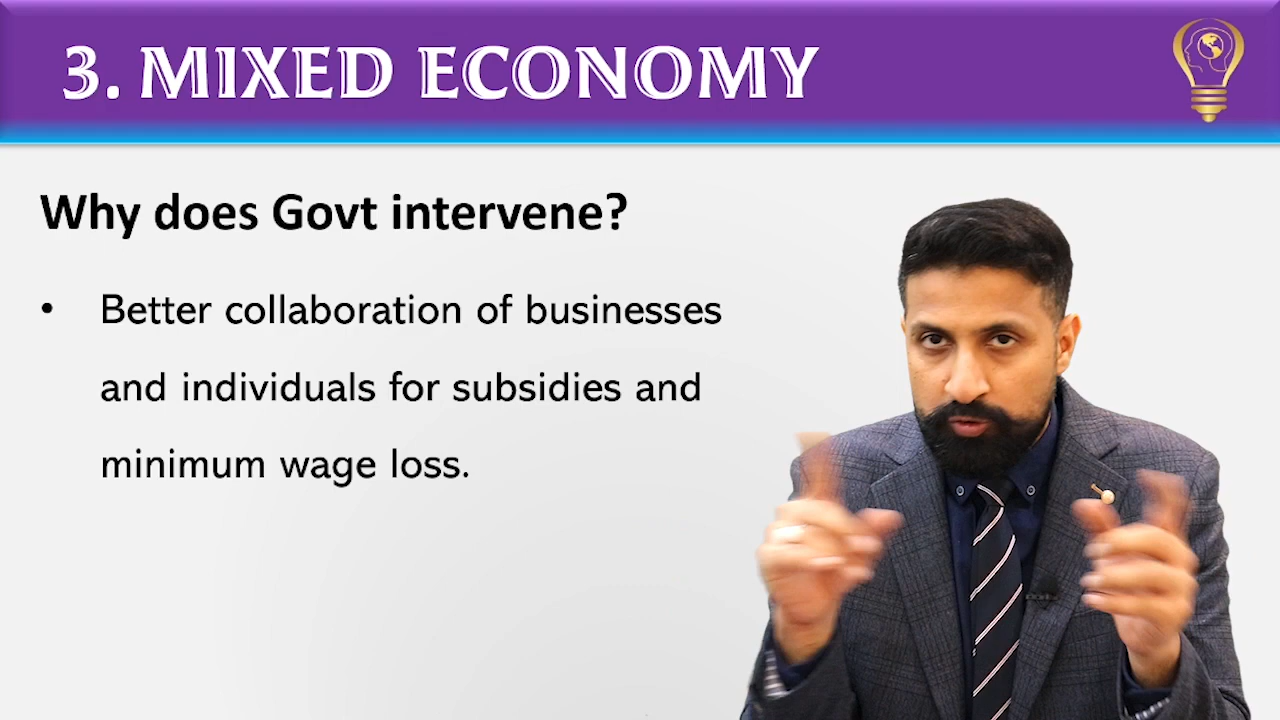 3. MIXED ECONOMY
Why does Govt intervene?
• Better collaboration of businesses
and individuals for subsidies and
minimum wage loss.